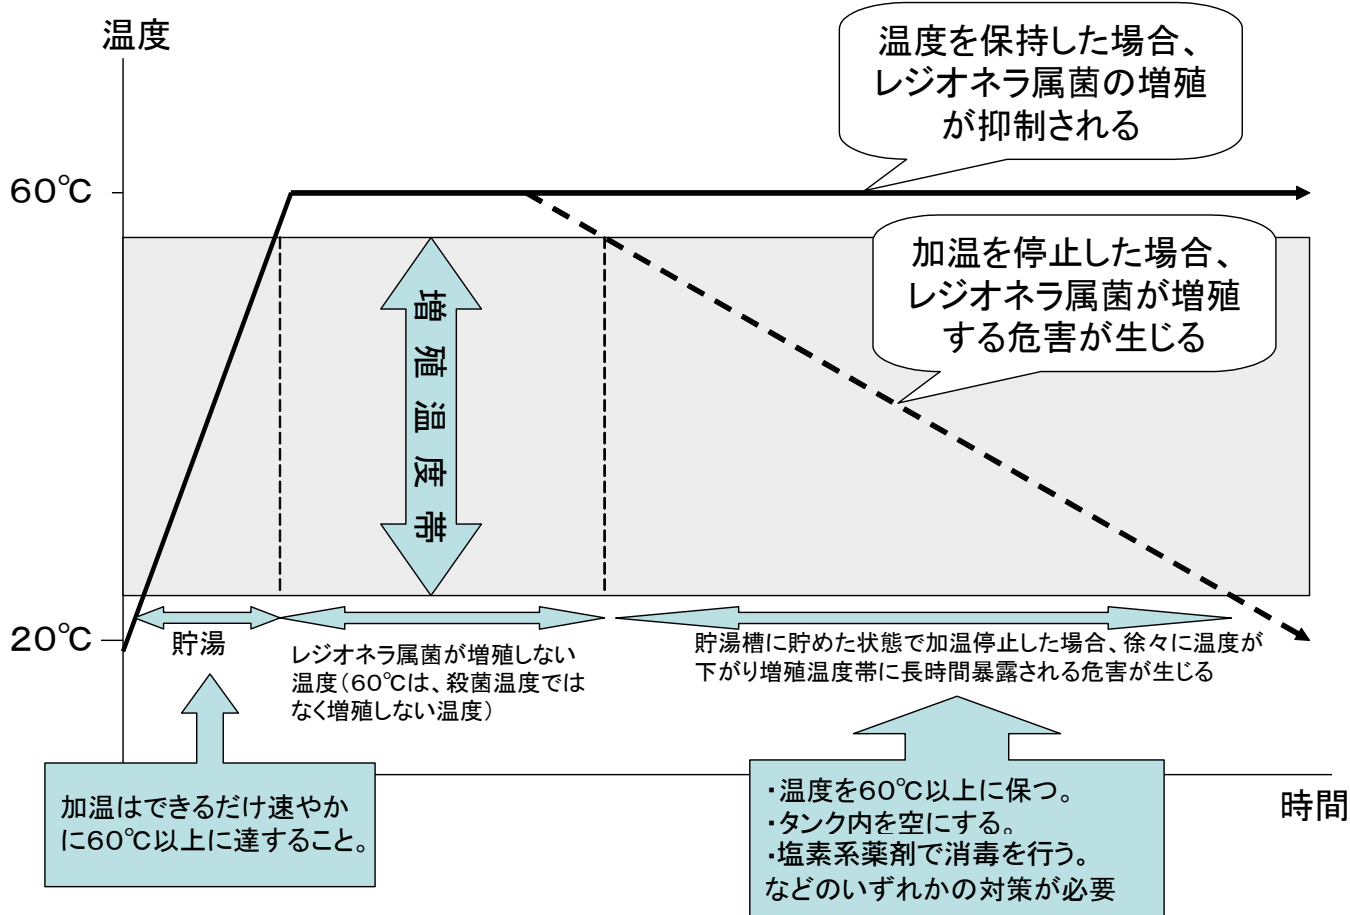 温度
温度を保持した場合、
レジオネラ属菌の増殖
が抑制される
60℃
加温を停止した場合、
レジオネラ属菌が増殖
する危害が生じる
増殖温度帯
20℃
貯湯
レジオネラ属菌が増殖しない
温度(60℃は、殺菌温度では
なく増殖しない温度)
貯湯槽に貯めた状態で加温停止した場合、徐々に温度が
下がり増殖温度帯に長時間暴露される危害が生じる
加温はできるだけ速やか
に60℃以上に達すること。
・温度を60℃以上に保つ。
・タンク内を空にする。
・塩素系薬剤で消毒を行う。
などのいずれかの対策が必要
時間